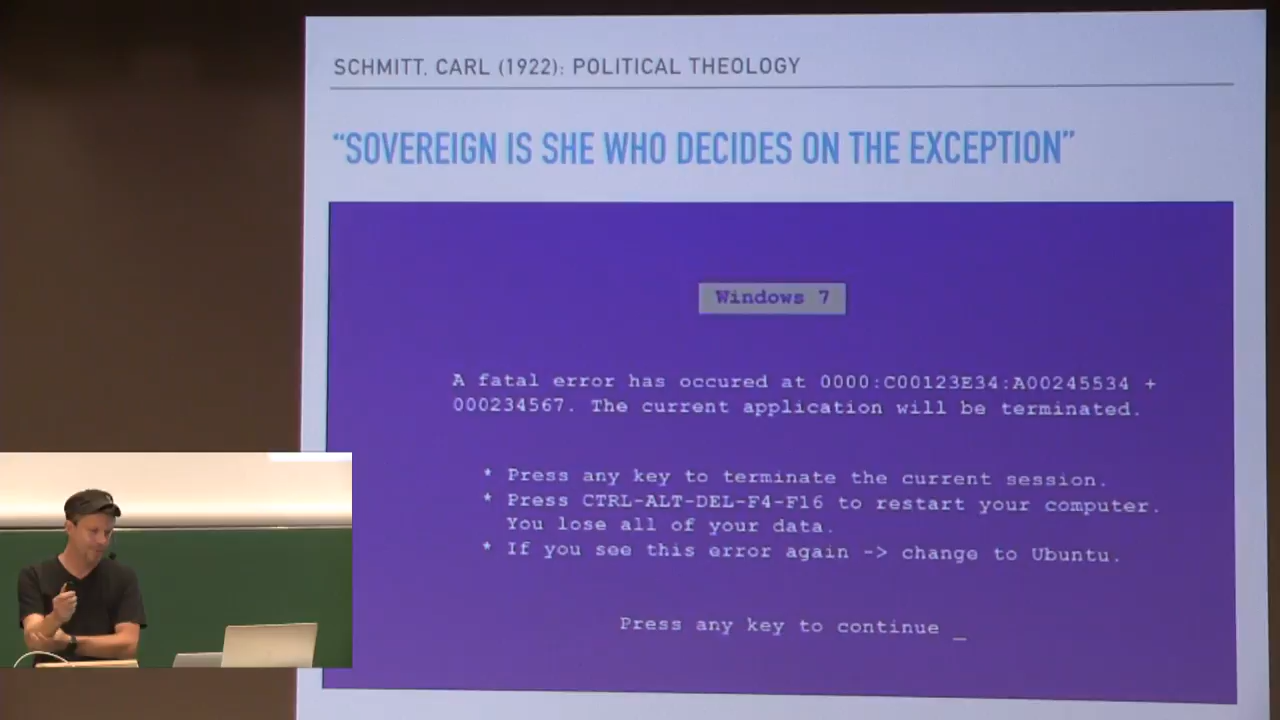 SCHMITT, CARL (1922): POLITICAL THEOLOGY
“SOVEREIGN IS SHE WHO DECIDES ON THE EXCEPTION”
Windows 7
A fatal error has occured at 0000:C00123E34:A00245534 +
000234567. The current application will be terminated.
* Press any key to terminate the current session.
* Press CTRL-ALT-DEL-F4-F16 to restart your computer.
You lose all of your data.
* If you see this error again -> change to Ubuntu.
Press any key to continue _